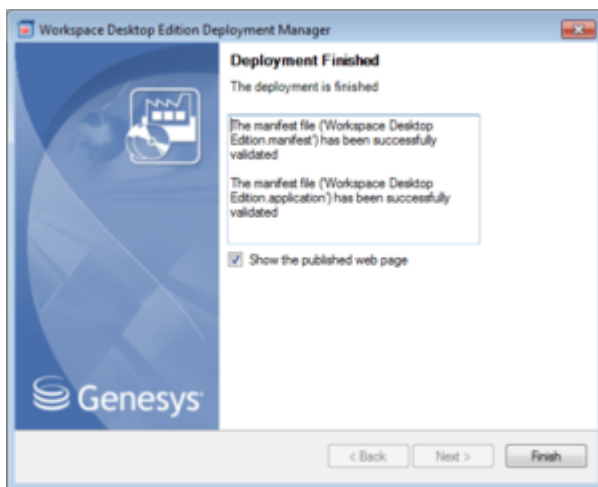 Workspace Desktop Edition Deployment Manager
Deployment Finished
The deployment is finished
The manifest file ('Workspace Desktop
Edition.manifest') has been successfully
validated
The manifest file ('Workspace Desktop
Edition.application') has been successfully
validated
Show the published web page
Genesys
< Back
Next >
Finish